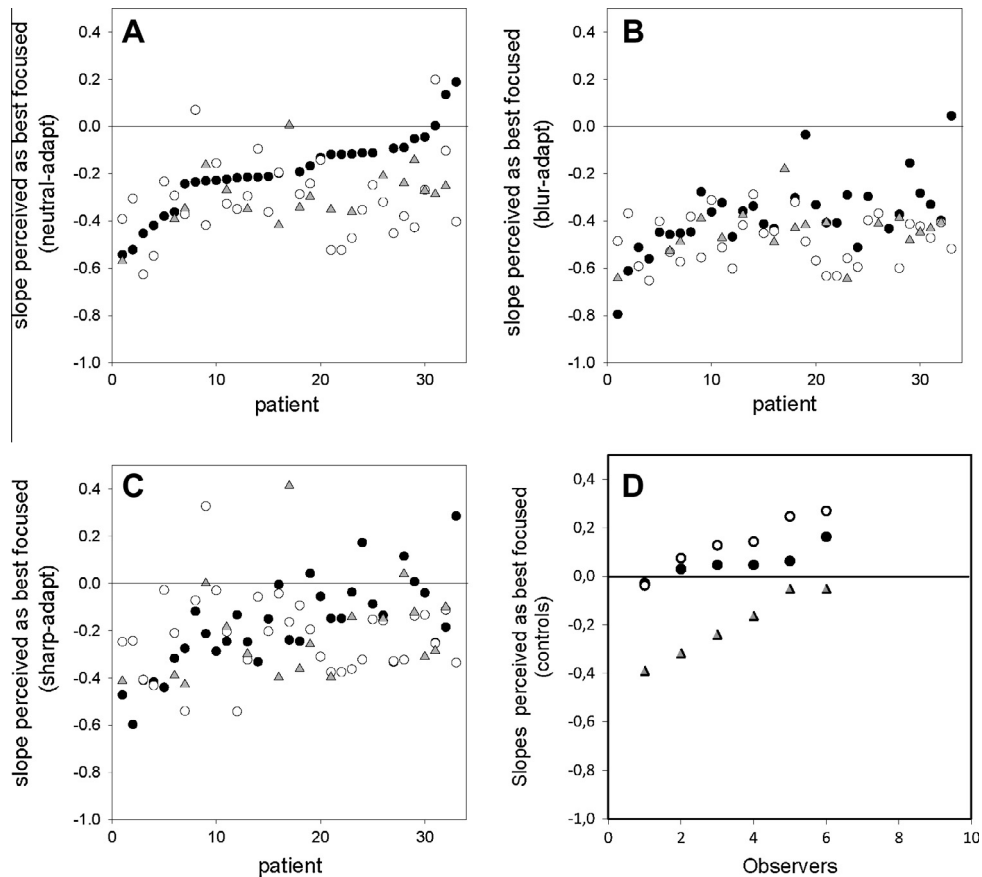 A
0.4
0.2
0.0
-0.2
-0.4
-0.6
-0.8
-1.0
0 10 20 30
patient
slope perceived as best focused
(neutral-adapt)
B
0.4
0.2
0.0
-0.2
-0.4
-0.6
-0.8
-1.0
0 10 20 30
patient
slope perceived as best focused
(blur-adapt)
C
0.4
0.2
0.0
-0.2
-0.4
-0.6
-0.8
-1.0
0 10 20 30
patient
slope perceived as best focused
(sharp-adapt)
D
0,4
0,2
0,0
-0,2
-0,4
-0,6
-0,8
-1,0
0 2 4 6 8 10
Observers
Slopes perceived as best focused
(controls)